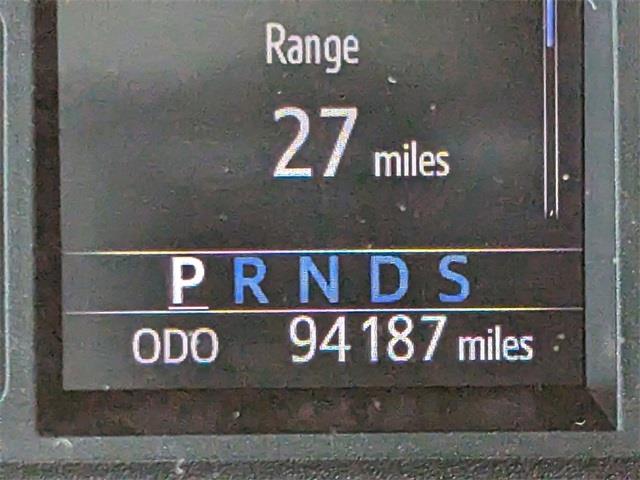 Range
27 miles
P R N D S
ODO 94187 miles